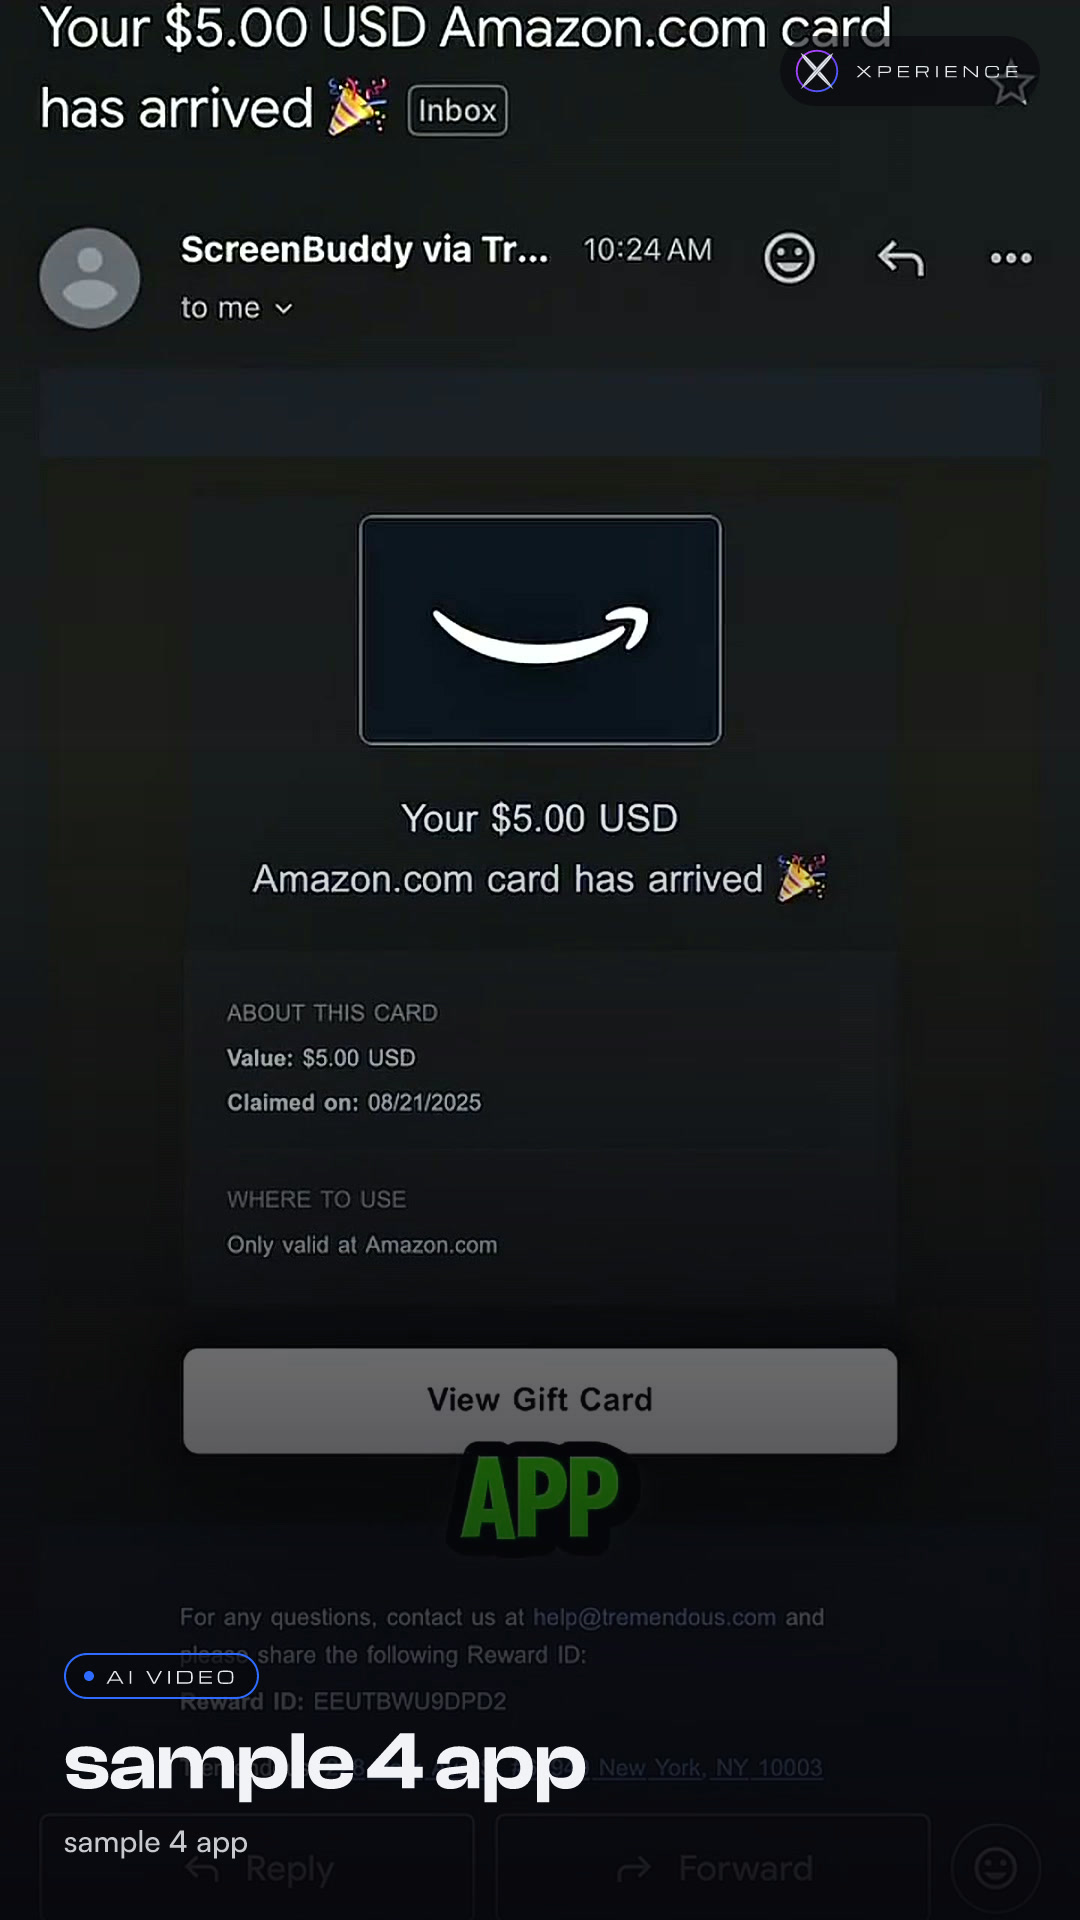 Your $5.00 USD Amazon.com card
has arrived 🎉 Inbox
XPERIENCE
ScreenBuddy via Tr... 10:24 AM
to me
Your $5.00 USD
Amazon.com card has arrived 🎉
ABOUT THIS CARD
Value: $5.00 USD
Claimed on: 08/21/2025
WHERE TO USE
Only valid at Amazon.com
View Gift Card
APP
For any questions, contact us at help@tremendous.com and
please share the following Reward ID:
AI VIDEO
Reward ID: EEUTBWU9DPD2
sample 4 app
New York, NY 10003
sample 4 app
Reply
Forward